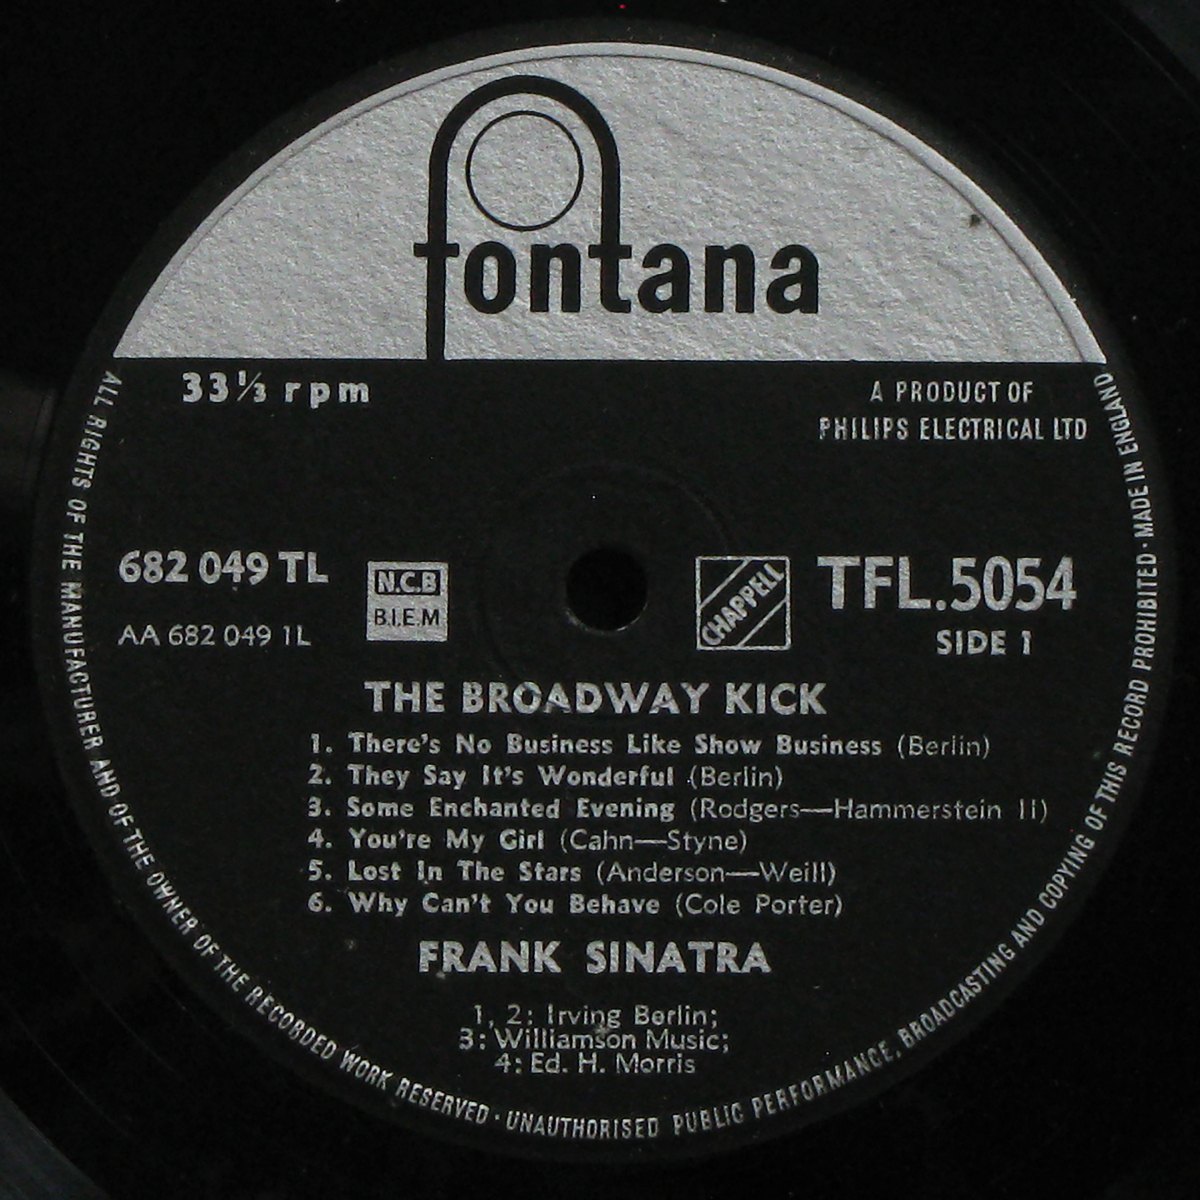 fontana
33⅓ rpm
A PRODUCT OF
PHILIPS ELECTRICAL LTD
682 049 TL
AA 682 049 1L
N.C.B
B.I.E.M
CHAPPELL
TFL.5054
SIDE 1
THE BROADWAY KICK
1. There's No Business Like Show Business (Berlin)
2. They Say It's Wonderful (Berlin)
3. Some Enchanted Evening (Rodgers—Hammerstein II)
4. You're My Girl (Cahn—Styne)
5. Lost In The Stars (Anderson—Weill)
6. Why Can't You Behave (Cole Porter)
FRANK SINATRA
1, 2: Irving Berlin;
3: Williamson Music;
4: Ed. H. Morris
ALL RIGHTS OF THE MANUFACTURER AND OF THE OWNER OF THE RECORDED WORK RESERVED · UNAUTHORISED PUBLIC PERFORMANCE, BROADCASTING AND COPYING OF THIS RECORD PROHIBITED · MADE IN ENGLAND